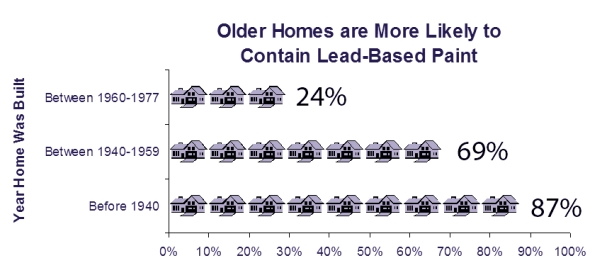 Older Homes are More Likely to
Contain Lead-Based Paint
Year Home Was Built
Between 1960-1977
24%
Between 1940-1959
69%
Before 1940
87%
0% 10% 20% 30% 40% 50% 60% 70% 80% 90% 100%